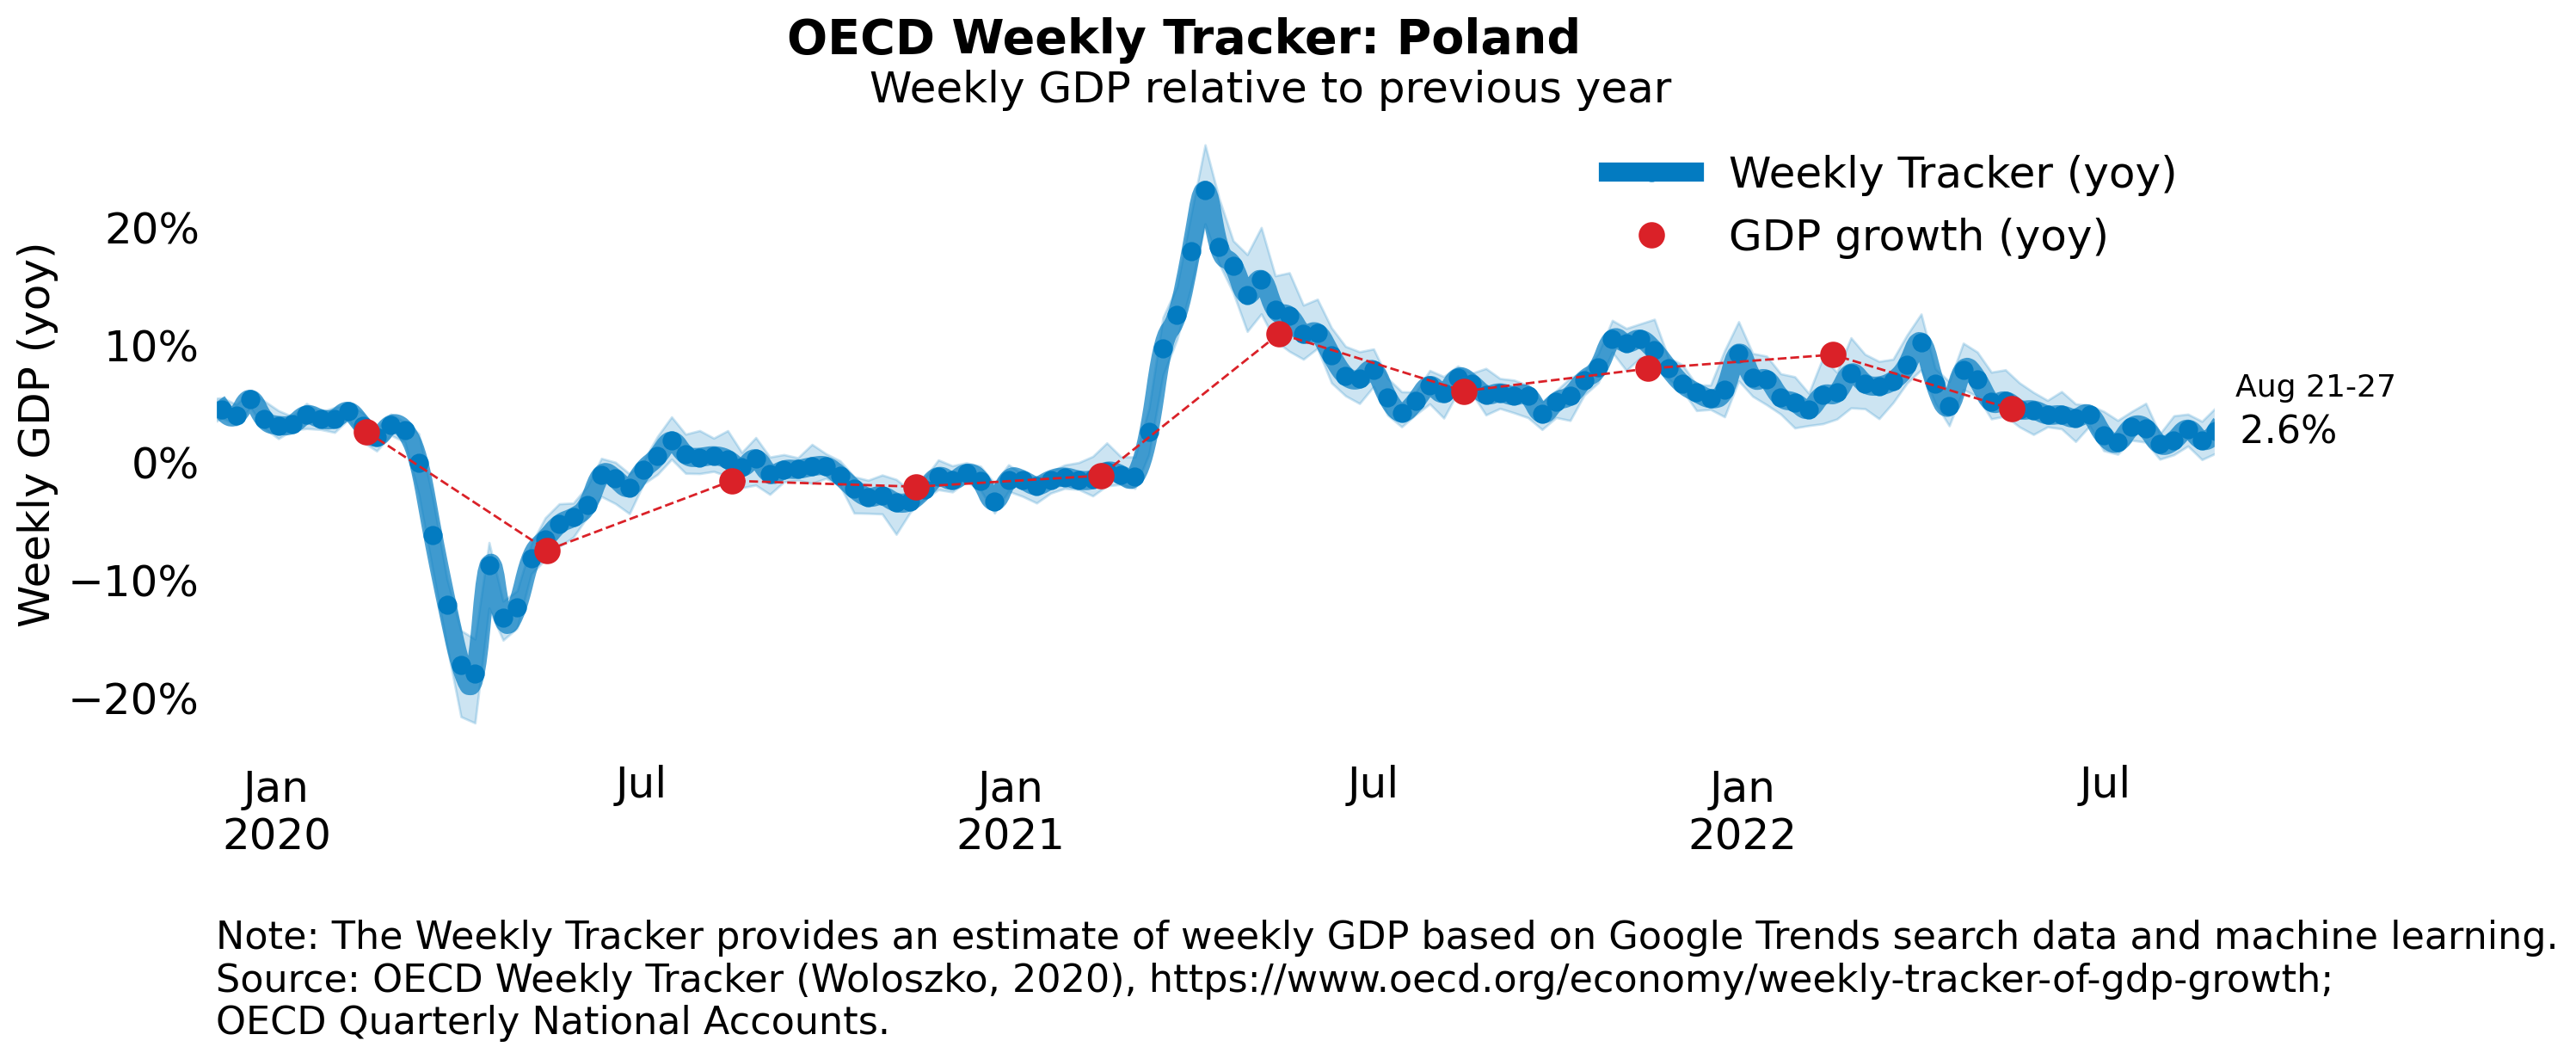 OECD Weekly Tracker: Poland
Weekly GDP relative to previous year
Weekly Tracker (yoy)
GDP growth (yoy)
Weekly GDP (yoy)
20%
10%
0%
−10%
−20%
Aug 21-27
2.6%
Jan
2020
Jul
Jan
2021
Jul
Jan
2022
Jul
Note: The Weekly Tracker provides an estimate of weekly GDP based on Google Trends search data and machine learning.
Source: OECD Weekly Tracker (Woloszko, 2020), https://www.oecd.org/economy/weekly-tracker-of-gdp-growth;
OECD Quarterly National Accounts.